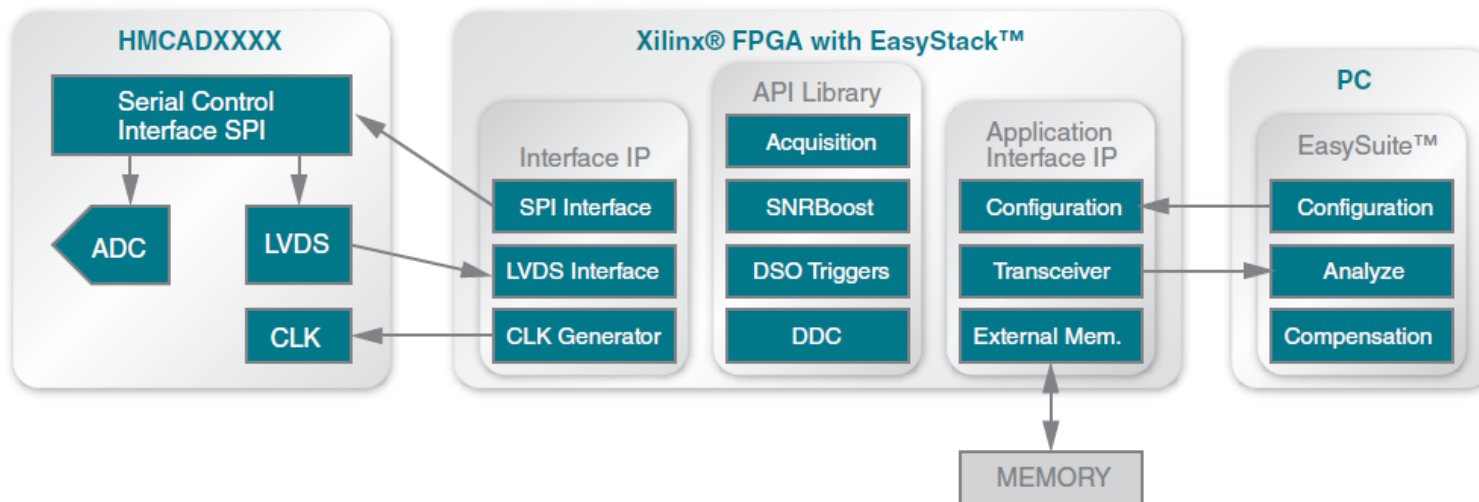 HMCADXXXX
Serial Control
Interface SPI
ADC
LVDS
CLK
Xilinx® FPGA with EasyStack™
Interface IP
SPI Interface
LVDS Interface
CLK Generator
API Library
Acquisition
SNRBoost
DSO Triggers
DDC
Application
Interface IP
Configuration
Transceiver
External Mem.
MEMORY
PC
EasySuite™
Configuration
Analyze
Compensation